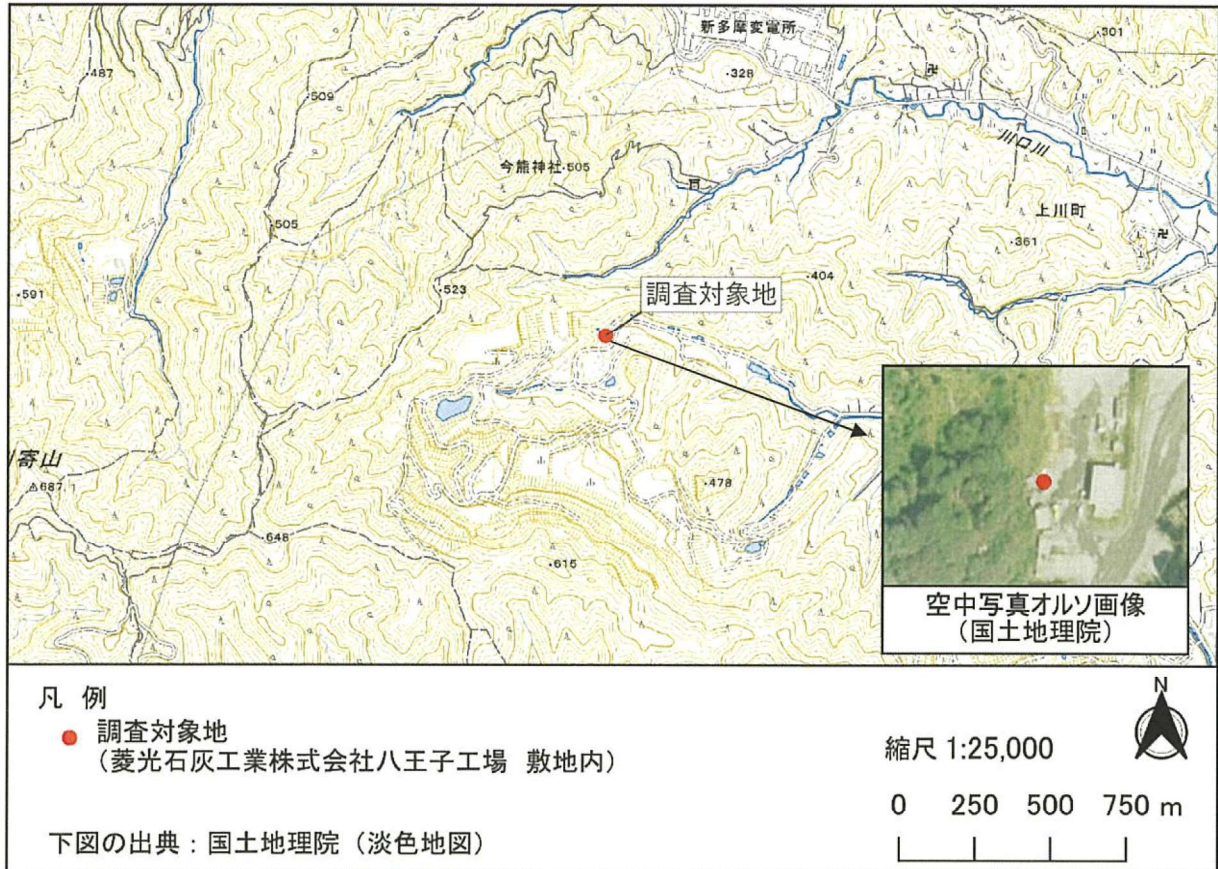 新多摩変電所
・301
・487
・328
・509
卍
川口川
今熊神社・505
上川町
505
卍
・361
・404
・591
・523
調査対象地
寄山
△687.1
・478
・648
・615
空中写真オルソ画像
(国土地理院)
凡 例
調査対象地
(菱光石灰工業株式会社八王子工場 敷地内)
N
縮尺 1:25,000
0 250 500 750 m
下図の出典:国土地理院(淡色地図)